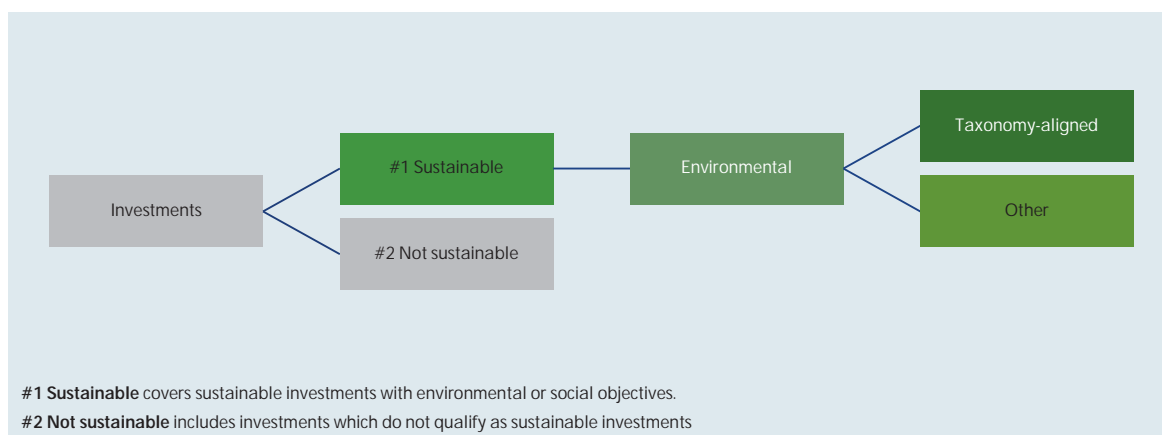 Taxonomy-aligned
#1 Sustainable
Environmental
Investments
Other
#2 Not sustainable
#1 Sustainable covers sustainable investments with environmental or social objectives.
#2 Not sustainable includes investments which do not qualify as sustainable investments